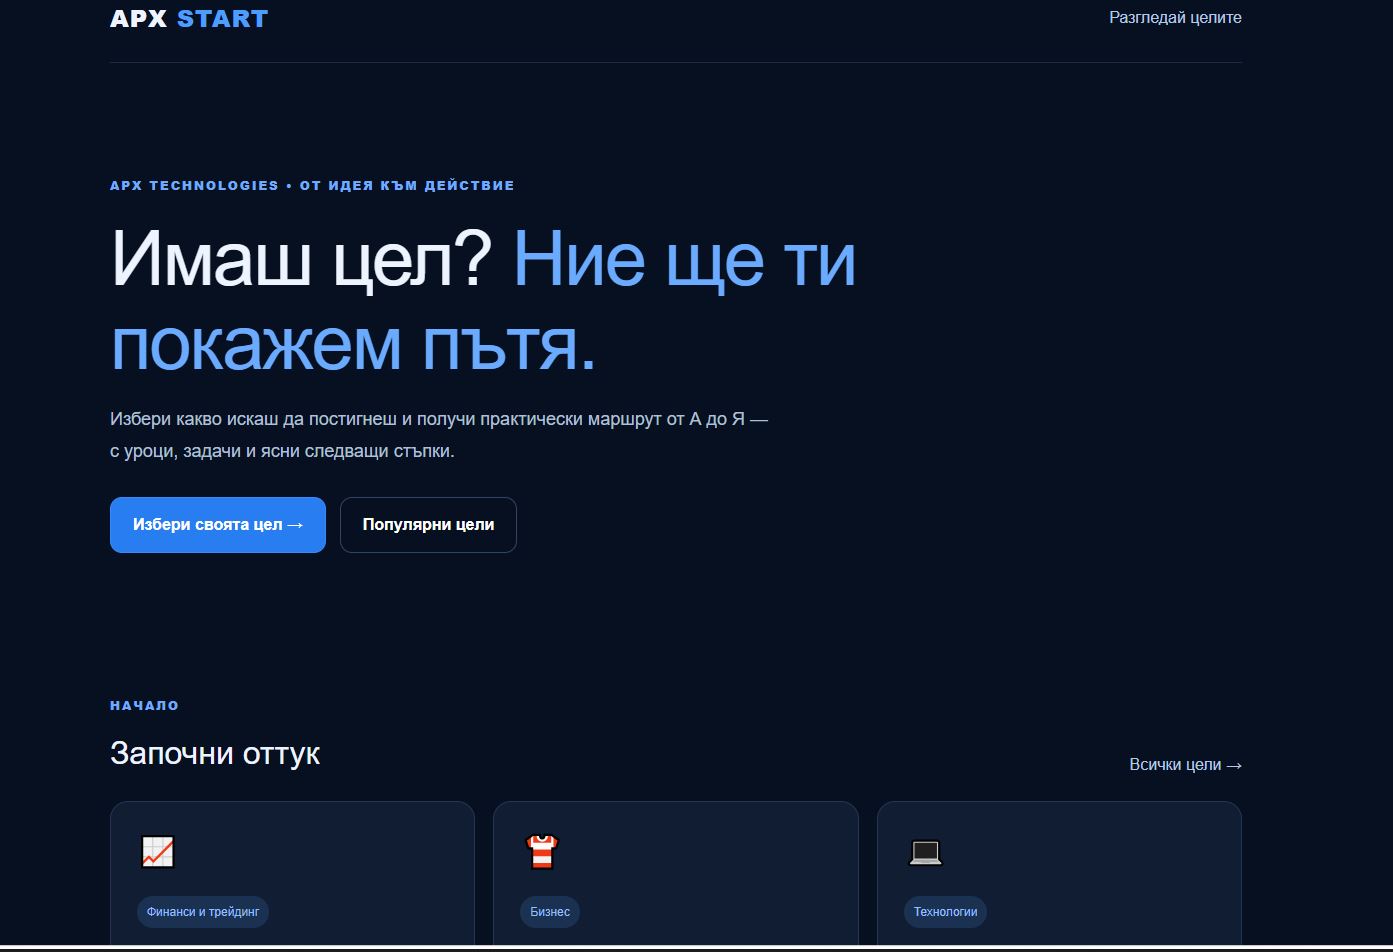 APX START
Разгледай целите
APX TECHNOLOGIES • ОТ ИДЕЯ КЪМ ДЕЙСТВИЕ
Имаш цел? Ние ще ти
покажем пътя.
Избери какво искаш да постигнеш и получи практически маршрут от А до Я —
с уроци, задачи и ясни следващи стъпки.
Избери своята цел →
Популярни цели
НАЧАЛО
Започни оттук
Всички цели →
Финанси и трейдинг
Бизнес
Технологии